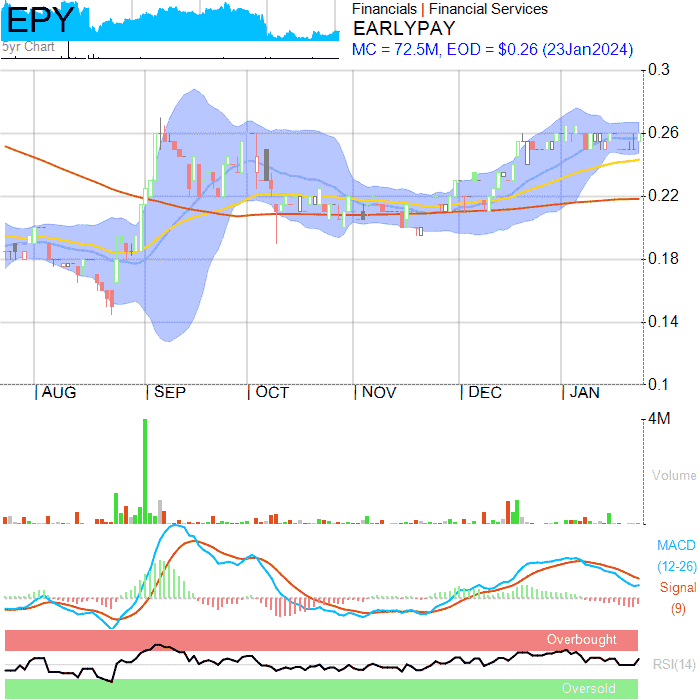 EPY
5yr Chart
Financials | Financial Services
EARLYPAY
MC = 72.5M, EOD = $0.26 (23Jan2024)
0.3
0.26
0.22
0.18
0.14
0.1
|AUG |SEP |OCT |NOV |DEC |JAN
4M
Volume
MACD
(12-26)
Signal
(9)
Overbought
RSI(14)
Oversold